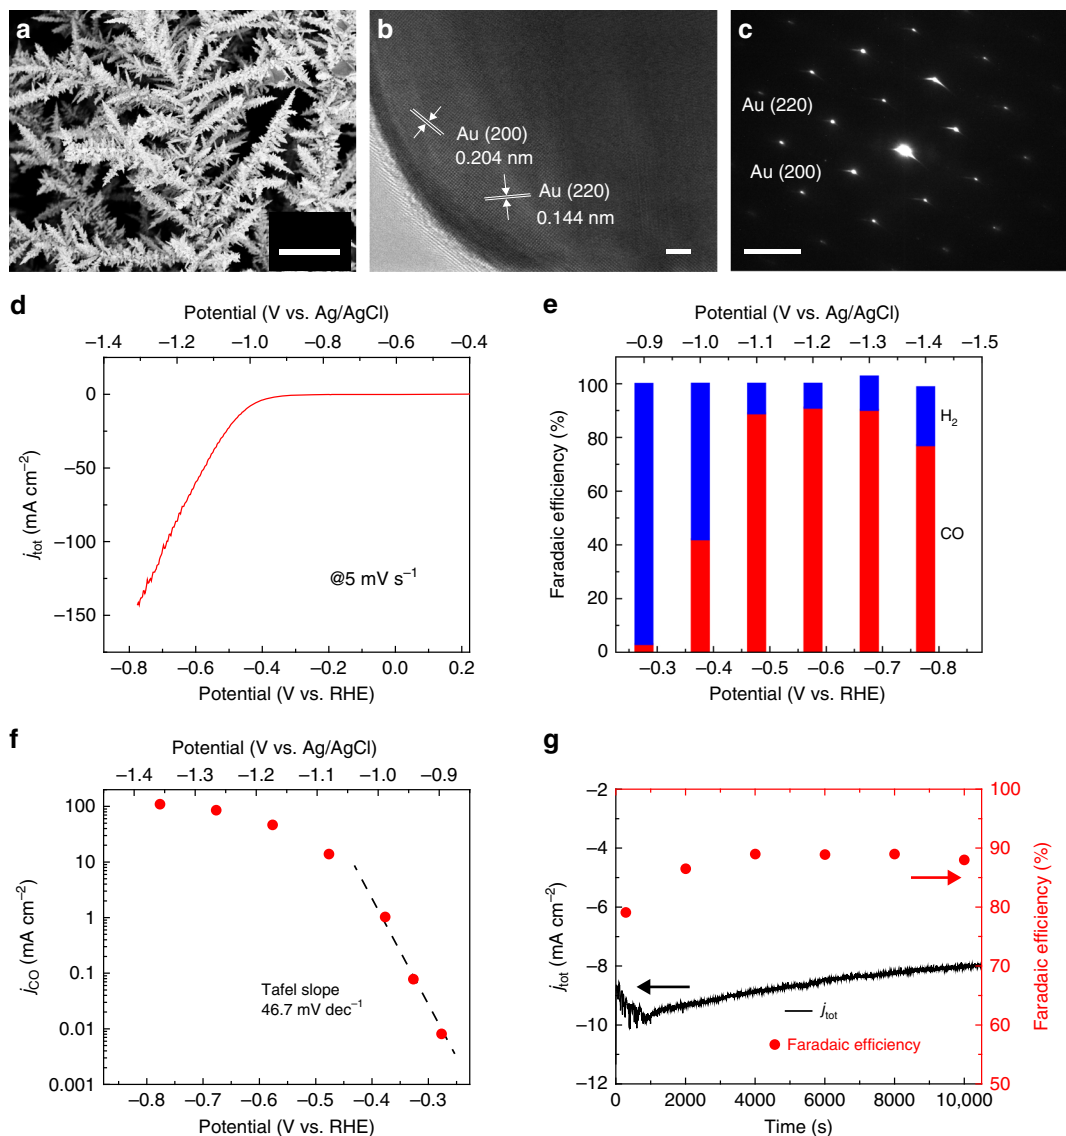 a
b
c
Au (200)
0.204 nm
Au (220)
0.144 nm
Au (220)
Au (200)
d
Potential (V vs. Ag/AgCl)
−1.4 −1.2 −1.0 −0.8 −0.6 −0.4
0
−50
−100
−150
j_tot (mA cm⁻²)
@5 mV s⁻¹
−0.8 −0.6 −0.4 −0.2 0.0 0.2
Potential (V vs. RHE)
e
Potential (V vs. Ag/AgCl)
−0.9 −1.0 −1.1 −1.2 −1.3 −1.4 −1.5
100
80
60
40
20
0
Faradaic efficiency (%)
H₂
CO
−0.3 −0.4 −0.5 −0.6 −0.7 −0.8
Potential (V vs. RHE)
f
Potential (V vs. Ag/AgCl)
−1.4 −1.3 −1.2 −1.1 −1.0 −0.9
100
10
1
0.1
0.01
0.001
j_CO (mA cm⁻²)
Tafel slope
46.7 mV dec⁻¹
−0.8 −0.7 −0.6 −0.5 −0.4 −0.3
Potential (V vs. RHE)
g
−2
−4
−6
−8
−10
−12
j_tot (mA cm⁻²)
100
90
80
70
60
50
Faradaic efficiency (%)
j_tot
Faradaic efficiency
0 2000 4000 6000 8000 10,000
Time (s)